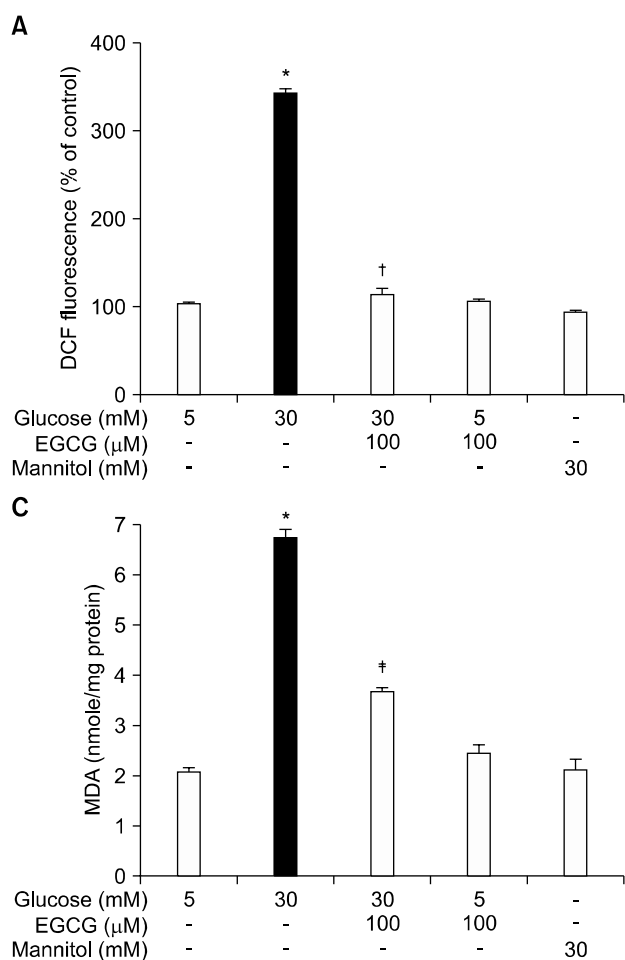 A
400
300
200
100
0
DCF fluorescence (% of control)
*
†
Glucose (mM) 5 30 30 5 -
EGCG (μM) - - 100 100 -
Mannitol (mM) - - - - 30
C
7
6
5
4
3
2
1
0
MDA (nmole/mg protein)
*
‡
Glucose (mM) 5 30 30 5 -
EGCG (μM) - - 100 100 -
Mannitol (mM) - - - - 30